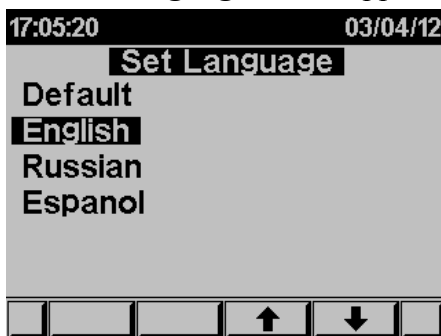 17:05:20 03/04/12
Set Language
Default
English
Russian
Espanol